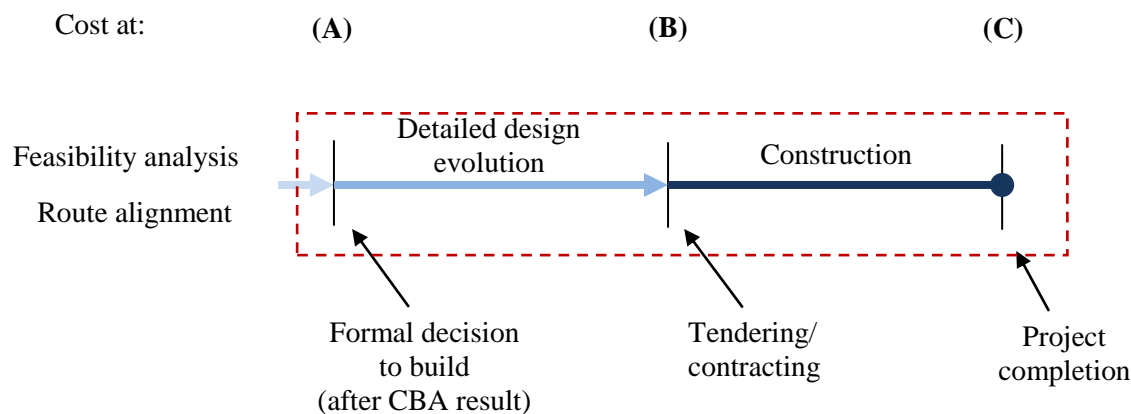 Cost at:
(A)
(B)
(C)
Detailed design
evolution
Construction
Feasibility analysis
Route alignment
Formal decision
to build
(after CBA result)
Tendering/
contracting
Project
completion